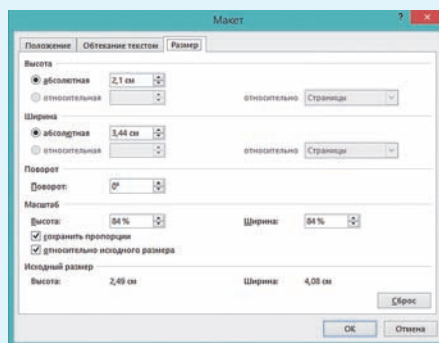 Макет ? ×
Положение Обтекание текстом Размер
Высота
абсолютная 2,1 см
относительная относительно Страницы
Ширина
абсолютная 3,44 см
относительная относительно Страницы
Поворот
Поворот: 0°
Масштаб
Высота: 84 % Ширина: 84 %
сохранить пропорции
относительно исходного размера
Исходный размер
Высота: 2,49 см Ширина: 4,08 см
Сброс
ОК Отмена